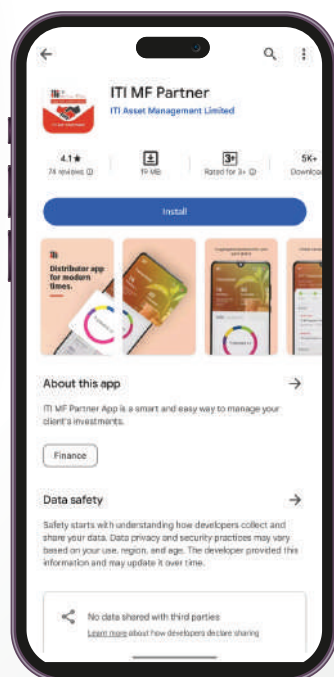 ITI MF Partner
ITI Asset Management Limited
4.1★
74 reviews
19 MB
3+
Rated for 3+
5K+
Install
Distributor app
for modern
times.
About this app
ITI MF Partner App is a smart and easy way to manage your
client's investments.
Finance
Data safety
Safety starts with understanding how developers collect and
share your data. Data privacy and security practices may vary
based on your use, region, and age. The developer provided this
information and may update it over time.
No data shared with third parties
Learn more about how developers declare sharing